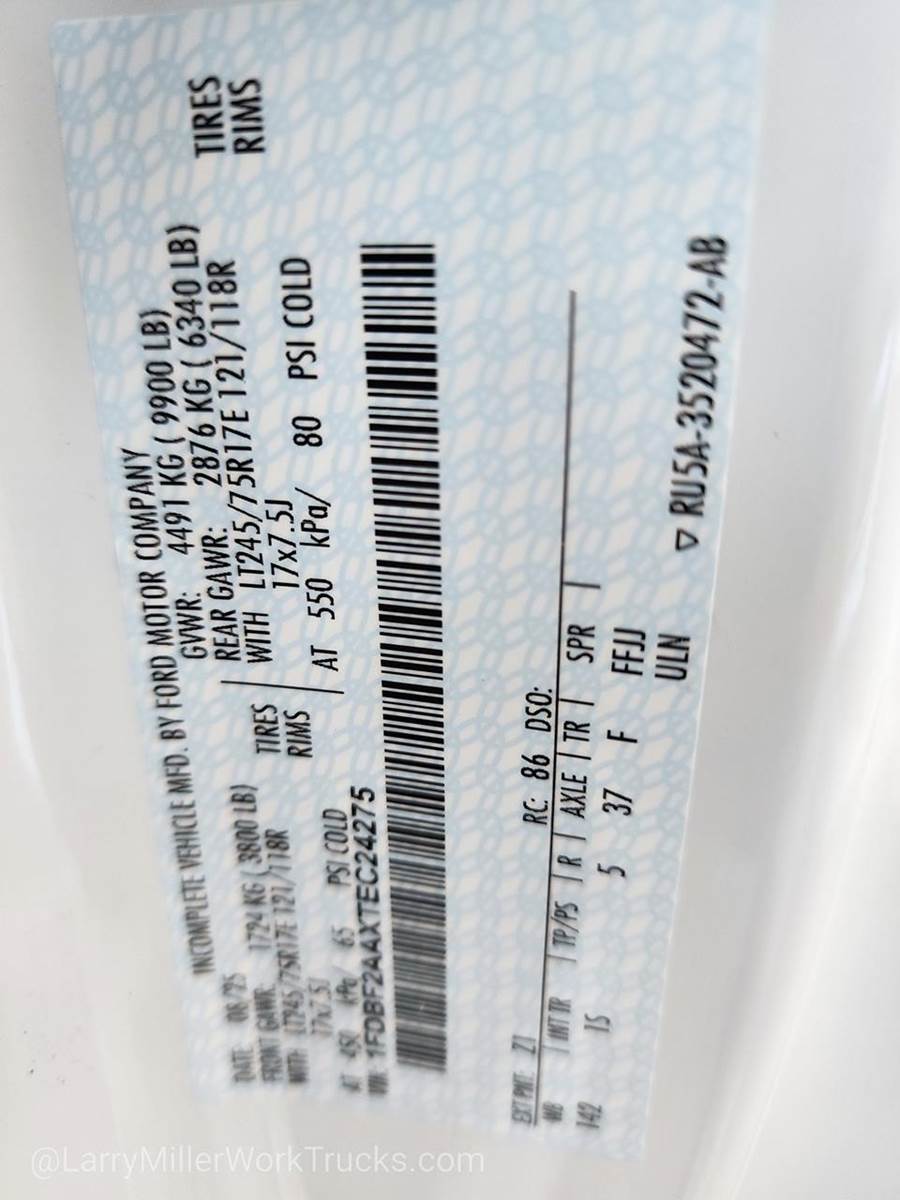 INCOMPLETE VEHICLE MFD. BY FORD MOTOR COMPANY
DATE: 08/25 GVWR: 4491 KG ( 9900 LB)
FRONT GAWR: 1724 KG ( 3800 LB) REAR GAWR: 2876 KG ( 6340 LB)
WITH LT245/75R17E 121/118R TIRES WITH LT245/75R17E 121/118R TIRES
17x7.5J RIMS 17x7.5J RIMS
AT 450 kPa/ 65 PSI COLD AT 550 kPa/ 80 PSI COLD
VIN: 1FDBF2AAXTEC24275
EXT PNT: Z1 RC: 86 DSO:
WB | INT TR | TP/PS | R | AXLE | TR | SPR |
142 IS 5 37 F FFJJ
ULN
▽ RU5A-3520472-AB
@LarryMillerWorkTrucks.com